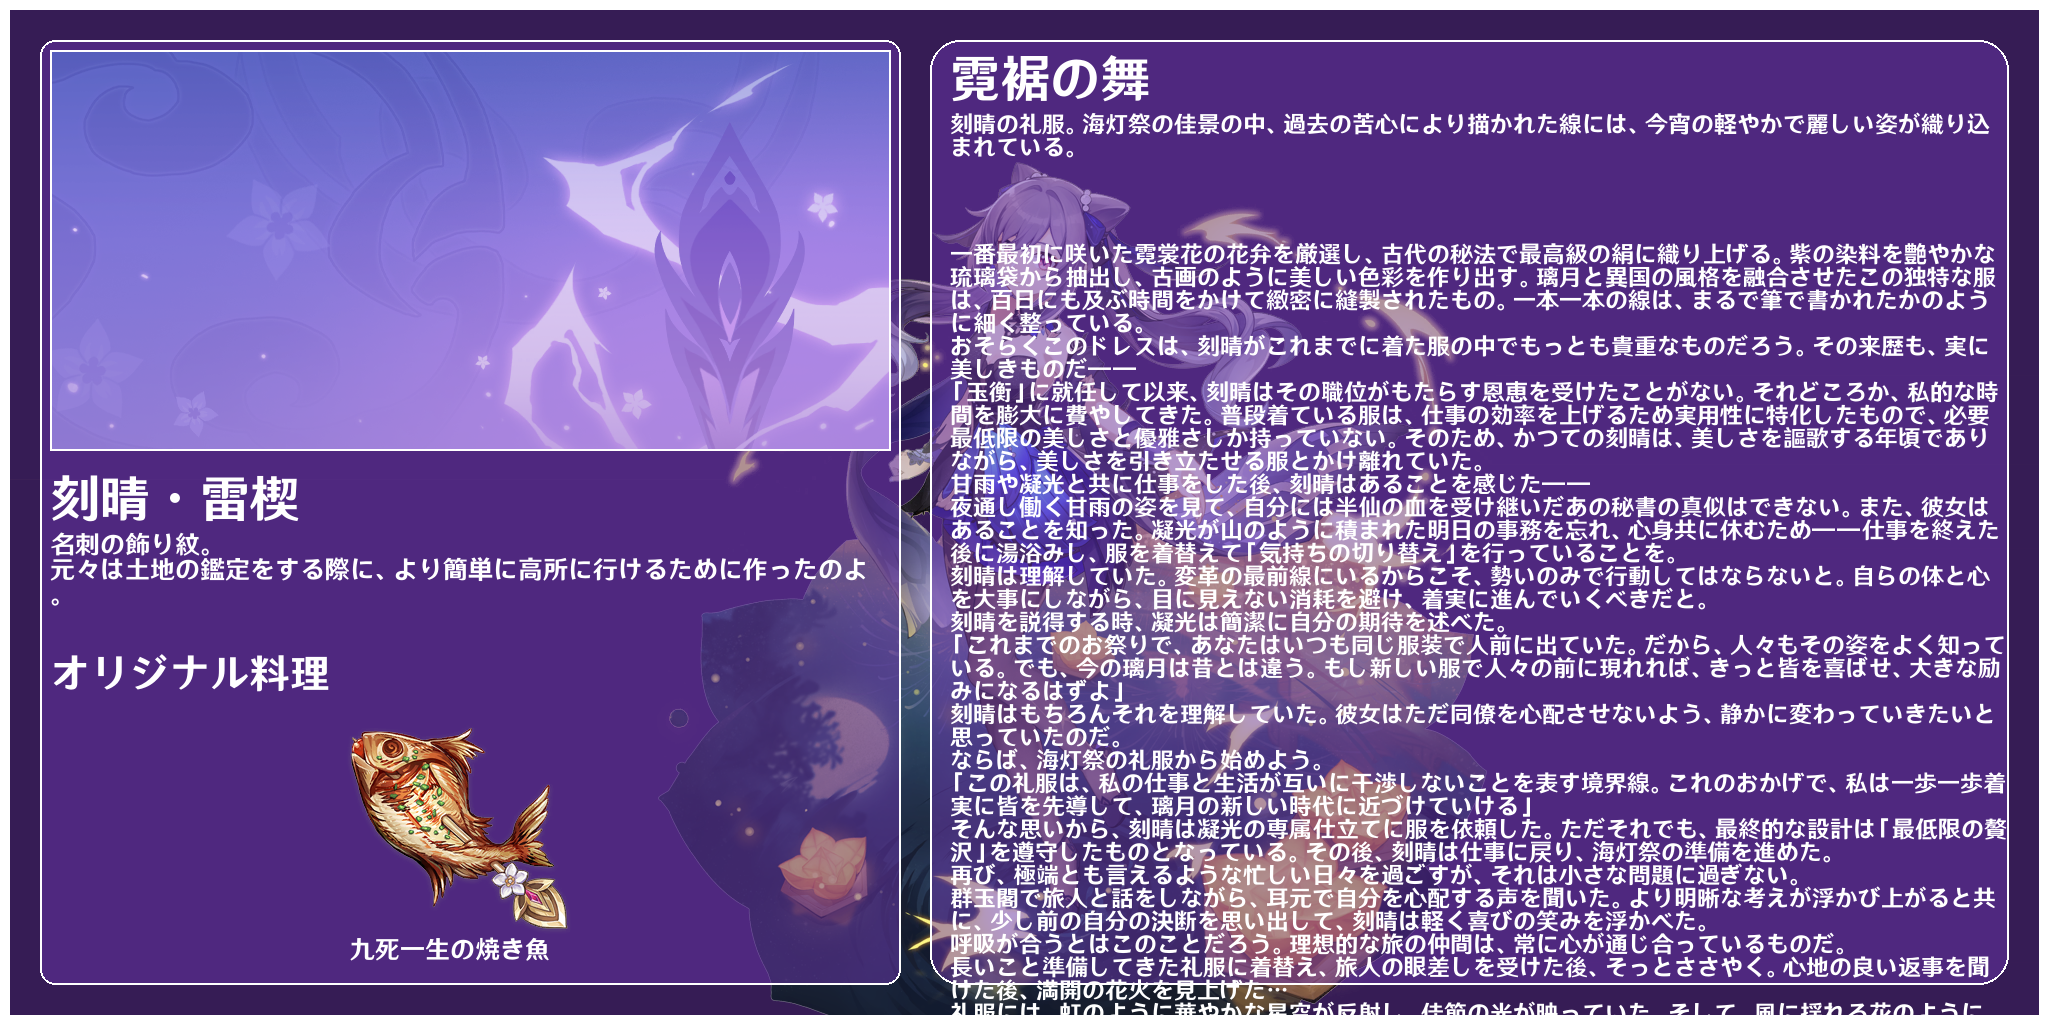 刻晴・雷楔
名刺の飾り紋。
元々は土地の鑑定をする際に、より簡単に高所に行けるために作ったのよ
。
オリジナル料理
九死一生の焼き魚
霓裾の舞
刻晴の礼服。海灯祭の佳景の中、過去の苦心により描かれた線には、今宵の軽やかで麗しい姿が織り込
まれている。
一番最初に咲いた霓裳花の花弁を厳選し、古代の秘法で最高級の絹に織り上げる。紫の染料を艶やかな
琉璃袋から抽出し、古画のように美しい色彩を作り出す。璃月と異国の風格を融合させたこの独特な服
は、百日にも及ぶ時間をかけて緻密に縫製されたもの。一本一本の線は、まるで筆で書かれたかのよう
に細く整っている。
おそらくこのドレスは、刻晴がこれまでに着た服の中でもっとも貴重なものだろう。その来歴も、実に
美しきものだ——
「玉衡」に就任して以来、刻晴はその職位がもたらす恩恵を受けたことがない。それどころか、私的な時
間を膨大に費やしてきた。普段着ている服は、仕事の効率を上げるため実用性に特化したもので、必要
最低限の美しさと優雅さしか持っていない。そのため、かつての刻晴は、美しさを謳歌する年頃であり
ながら、美しさを引き立たせる服とかけ離れていた。
甘雨や凝光と共に仕事をした後、刻晴はあることを感じた——
夜通し働く甘雨の姿を見て、自分には半仙の血を受け継いだあの秘書の真似はできない。また、彼女は
あることを知った。凝光が山のように積まれた明日の事務を忘れ、心身共に休むため——仕事を終えた
後に湯浴みし、服を着替えて「気持ちの切り替え」を行っていることを。
刻晴は理解していた。変革の最前線にいるからこそ、勢いのみで行動してはならないと。自らの体と心
を大事にしながら、目に見えない消耗を避け、着実に進んでいくべきだと。
刻晴を説得する時、凝光は簡潔に自分の期待を述べた。
「これまでのお祭りで、あなたはいつも同じ服装で人前に出ていた。だから、人々もその姿をよく知って
いる。でも、今の璃月は昔とは違う。もし新しい服で人々の前に現れれば、きっと皆を喜ばせ、大きな励
みになるはずよ」
刻晴はもちろんそれを理解していた。彼女はただ同僚を心配させないよう、静かに変わっていきたいと
思っていたのだ。
ならば、海灯祭の礼服から始めよう。
「この礼服は、私の仕事と生活が互いに干渉しないことを表す境界線。これのおかげで、私は一歩一歩着
実に皆を先導して、璃月の新しい時代に近づけていける」
そんな思いから、刻晴は凝光の専属仕立てに服を依頼した。ただそれでも、最終的な設計は「最低限の贅
沢」を遵守したものとなっている。その後、刻晴は仕事に戻り、海灯祭の準備を進めた。
再び、極端とも言えるような忙しい日々を過ごすが、それは小さな問題に過ぎない。
群玉閣で旅人と話をしながら、耳元で自分を心配する声を聞いた。より明晰な考えが浮かび上がると共
に、少し前の自分の決断を思い出して、刻晴は軽く喜びの笑みを浮かべた。
呼吸が合うとはこのことだろう。理想的な旅の仲間は、常に心が通じ合っているものだ。
長いこと準備してきた礼服に着替え、旅人の眼差しを受けた後、そっとささやく。心地の良い返事を聞
けた後、満開の花火を見上げた…
礼服には、虹のように華やかな星空が反射し、佳節の光が映っていた。そして、風に揺れる花のように